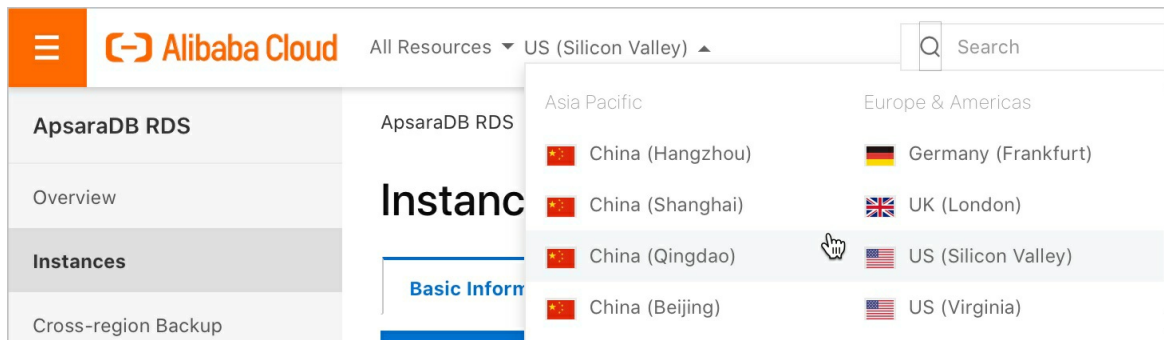 Alibaba Cloud
All Resources US (Silicon Valley) Search
ApsaraDB RDS
Overview
Instances
Cross-region Backup
ApsaraDB RDS
Instanc
Basic Inforn
Asia Pacific
China (Hangzhou)
China (Shanghai)
China (Qingdao)
China (Beijing)
Europe & Americas
Germany (Frankfurt)
UK (London)
US (Silicon Valley)
US (Virginia)